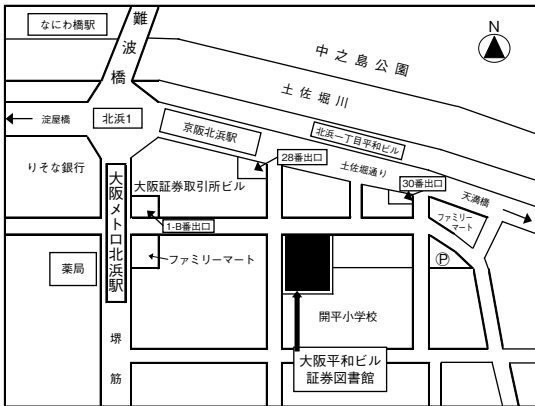 なにわ橋駅
難波橋
N
中之島公園
土佐堀川
淀屋橋
北浜1
京阪北浜駅
北浜一丁目平和ビル
土佐堀通り
28番出口
30番出口
天満橋
りそな銀行
大阪メトロ北浜駅
大阪証券取引所ビル
1-B番出口
ファミリー
マート
ファミリーマート
Ⓟ
薬局
開平小学校
堺筋
大阪平和ビル
証券図書館